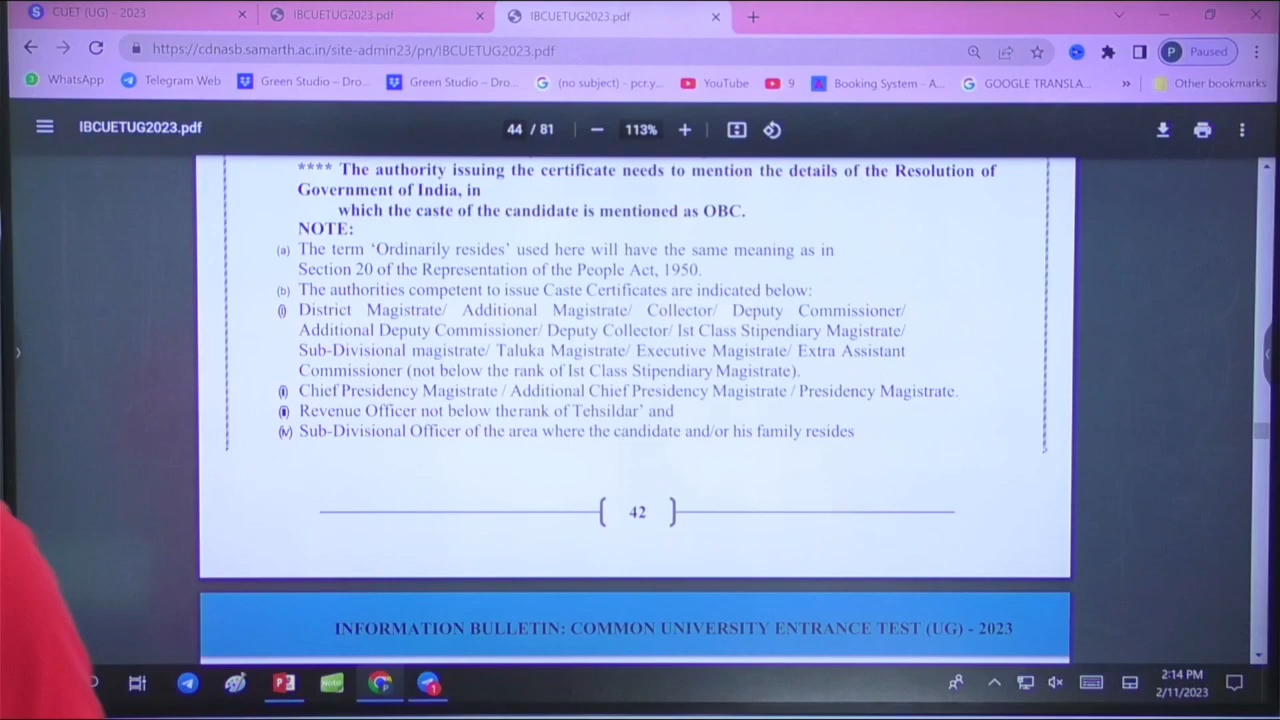 CUET (UG) - 2023
IBCUETUG2023.pdf
IBCUETUG2023.pdf
https://cdnasb.samarth.ac.in/site-admin23/pn/IBCUETUG2023.pdf
P Paused
WhatsApp
Telegram Web
Green Studio – Dro...
Green Studio – Dro...
(no subject) - pcr.y...
YouTube
9
Booking System - A...
GOOGLE TRANSLA...
»
Other bookmarks
IBCUETUG2023.pdf
44 / 81
113%
**** The authority issuing the certificate needs to mention the details of the Resolution of
Government of India, in
which the caste of the candidate is mentioned as OBC.
NOTE:
(a) The term ‘Ordinarily resides’ used here will have the same meaning as in
Section 20 of the Representation of the People Act, 1950.
(b) The authorities competent to issue Caste Certificates are indicated below:
(i) District Magistrate/ Additional Magistrate/ Collector/ Deputy Commissioner/
Additional Deputy Commissioner/ Deputy Collector/ Ist Class Stipendiary Magistrate/
Sub-Divisional magistrate/ Taluka Magistrate/ Executive Magistrate/ Extra Assistant
Commissioner (not below the rank of Ist Class Stipendiary Magistrate).
(ii) Chief Presidency Magistrate / Additional Chief Presidency Magistrate / Presidency Magistrate.
(iii) Revenue Officer not below therank of Tehsildar’ and
(iv) Sub-Divisional Officer of the area where the candidate and/or his family resides
42
INFORMATION BULLETIN: COMMON UNIVERSITY ENTRANCE TEST (UG) - 2023
1
2:14 PM
2/11/2023